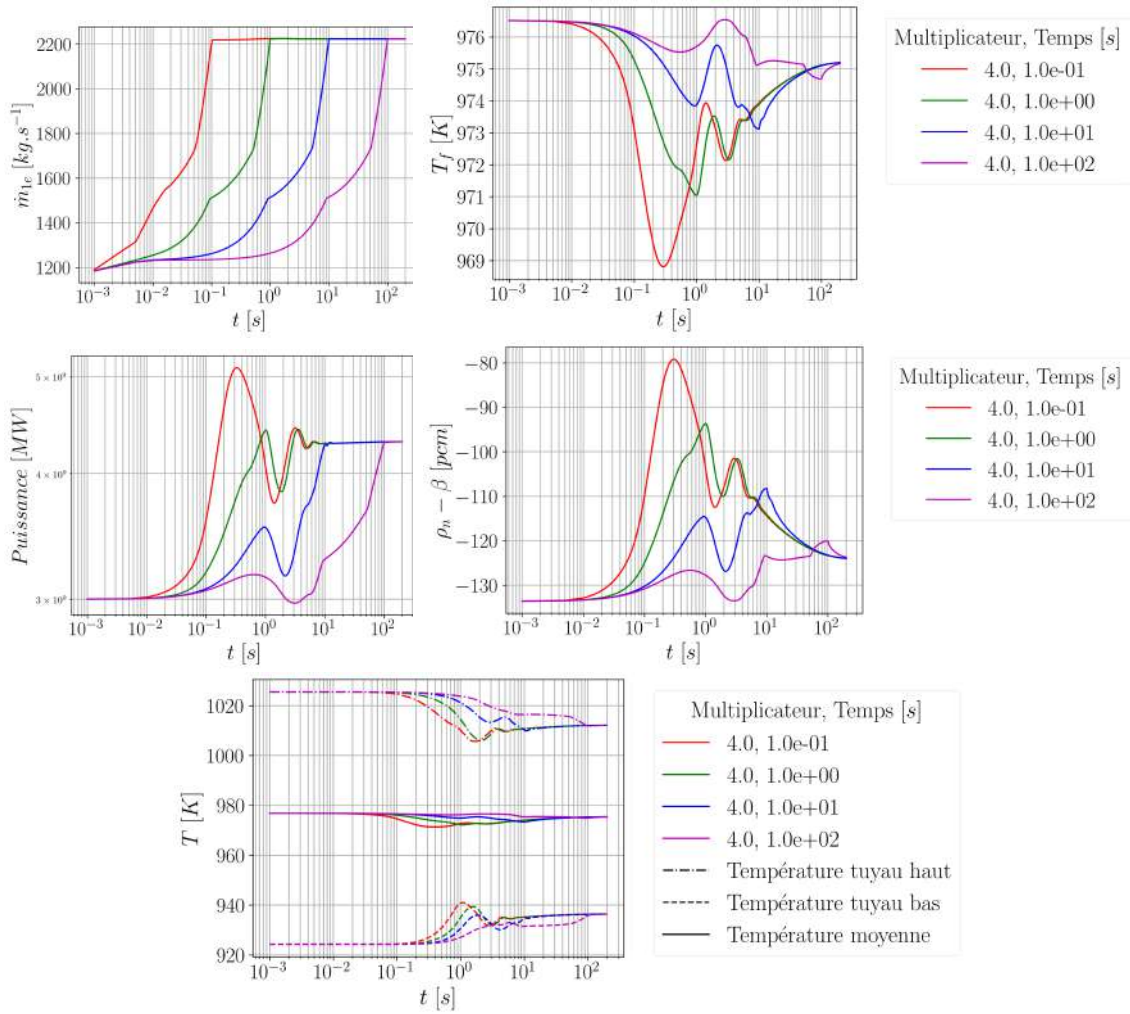 2200
2000
1800
1600
1400
1200
ṁ₁ₑ [kg.s⁻¹]
10⁻³ 10⁻² 10⁻¹ 10⁰ 10¹ 10²
t [s]
976
975
974
973
972
971
970
969
T_f [K]
10⁻³ 10⁻² 10⁻¹ 10⁰ 10¹ 10²
t [s]
Multiplicateur, Temps [s]
4.0, 1.0e-01
4.0, 1.0e+00
4.0, 1.0e+01
4.0, 1.0e+02
Puissance [MW]
10⁻³ 10⁻² 10⁻¹ 10⁰ 10¹ 10²
t [s]
−80
−90
−100
−110
−120
−130
ρₙ − β [pcm]
10⁻³ 10⁻² 10⁻¹ 10⁰ 10¹ 10²
t [s]
Multiplicateur, Temps [s]
4.0, 1.0e-01
4.0, 1.0e+00
4.0, 1.0e+01
4.0, 1.0e+02
1020
1000
980
960
940
920
T [K]
10⁻³ 10⁻² 10⁻¹ 10⁰ 10¹ 10²
t [s]
Multiplicateur, Temps [s]
4.0, 1.0e-01
4.0, 1.0e+00
4.0, 1.0e+01
4.0, 1.0e+02
Température tuyau haut
Température tuyau bas
Température moyenne